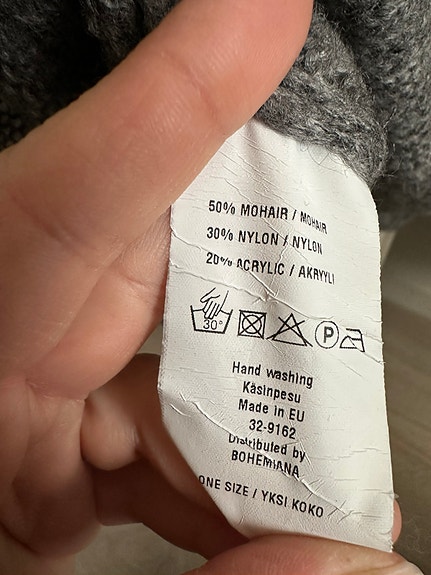 50% MOHAIR / MOHAIR
30% NYLON / NYLON
20% ACRYLIC / AKRYYLI
30°
P
Hand washing
Käsinpesu
Made in EU
32-9162
Distributed by
BOHEMIANA
ONE SIZE / YKSI KOKO